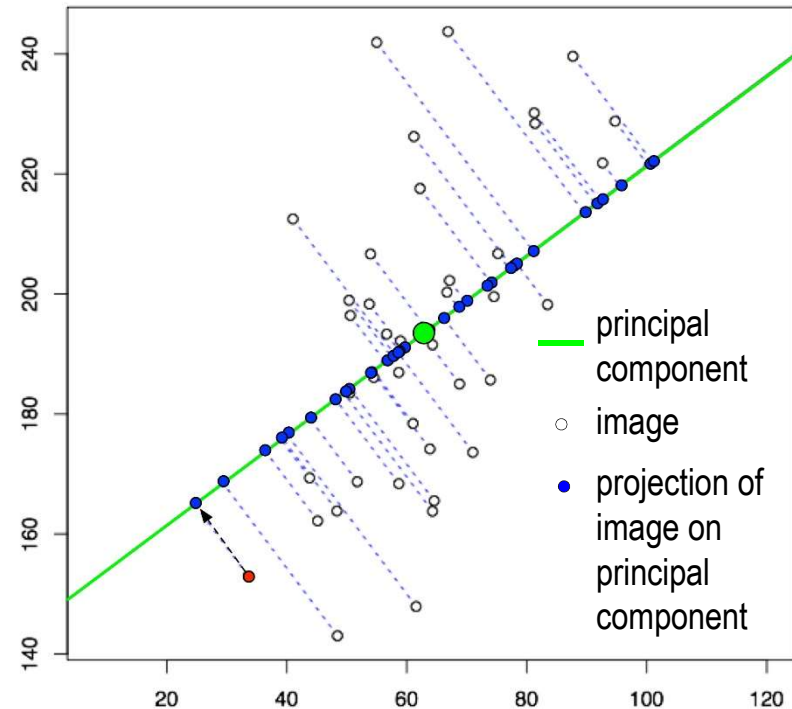 240
220
200
180
160
140
principal
component
image
projection of
image on
principal
component
20 40 60 80 100 120